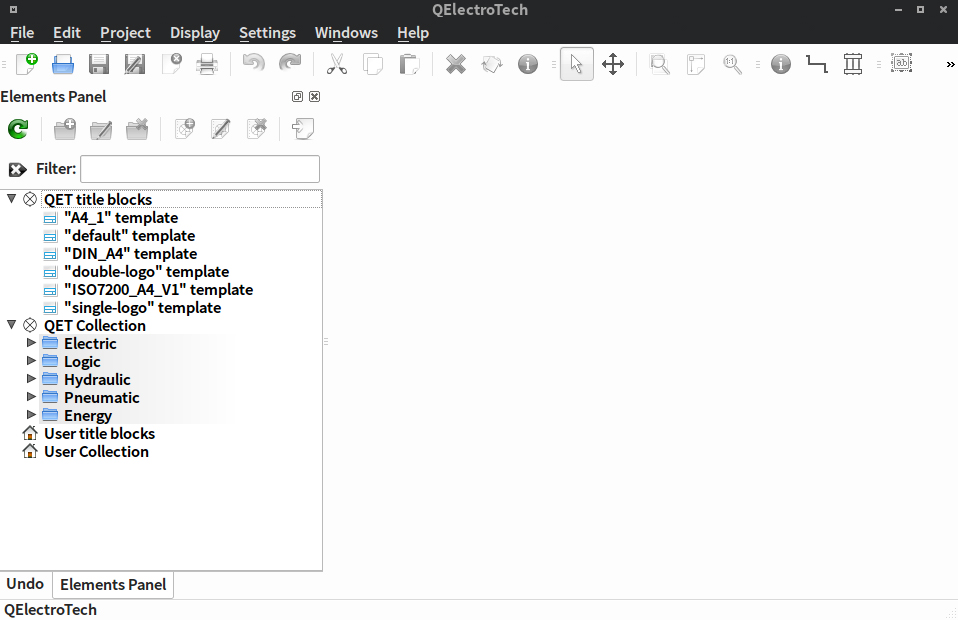 QElectroTech
File Edit Project Display Settings Windows Help
Elements Panel
Filter:
QET title blocks
"A4_1" template
"default" template
"DIN_A4" template
"double-logo" template
"ISO7200_A4_V1" template
"single-logo" template
QET Collection
Electric
Logic
Hydraulic
Pneumatic
Energy
User title blocks
User Collection
Undo Elements Panel
QElectroTech